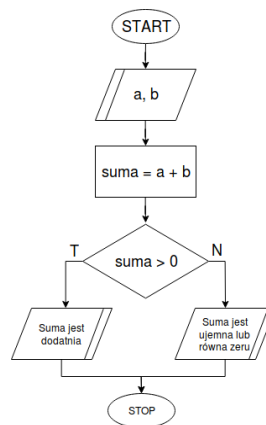 START
a, b
suma = a + b
suma > 0
T
N
Suma jest
dodatnia
Suma jest
ujemna lub
równa zeru
STOP